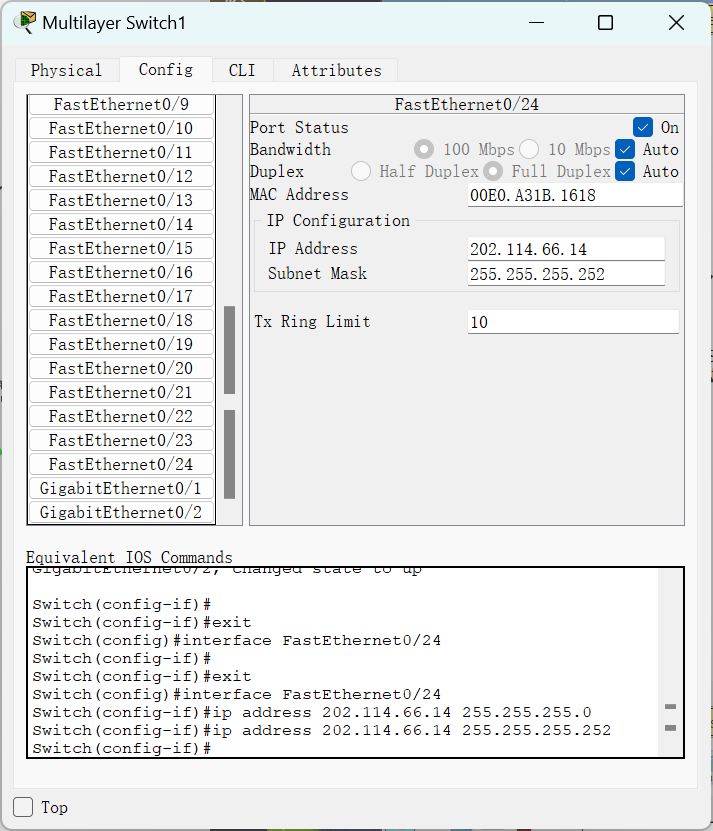 Multilayer Switch1
Physical Config CLI Attributes
FastEthernet0/9
FastEthernet0/10
FastEthernet0/11
FastEthernet0/12
FastEthernet0/13
FastEthernet0/14
FastEthernet0/15
FastEthernet0/16
FastEthernet0/17
FastEthernet0/18
FastEthernet0/19
FastEthernet0/20
FastEthernet0/21
FastEthernet0/22
FastEthernet0/23
FastEthernet0/24
GigabitEthernet0/1
GigabitEthernet0/2
FastEthernet0/24
Port Status On
Bandwidth 100 Mbps 10 Mbps Auto
Duplex Half Duplex Full Duplex Auto
MAC Address 00E0.A31B.1618
IP Configuration
IP Address 202.114.66.14
Subnet Mask 255.255.255.252
Tx Ring Limit 10
Equivalent IOS Commands
GigabitEthernet0/2, changed state to up
Switch(config-if)#
Switch(config-if)#exit
Switch(config)#interface FastEthernet0/24
Switch(config-if)#
Switch(config-if)#exit
Switch(config)#interface FastEthernet0/24
Switch(config-if)#ip address 202.114.66.14 255.255.255.0
Switch(config-if)#ip address 202.114.66.14 255.255.255.252
Switch(config-if)#
Top